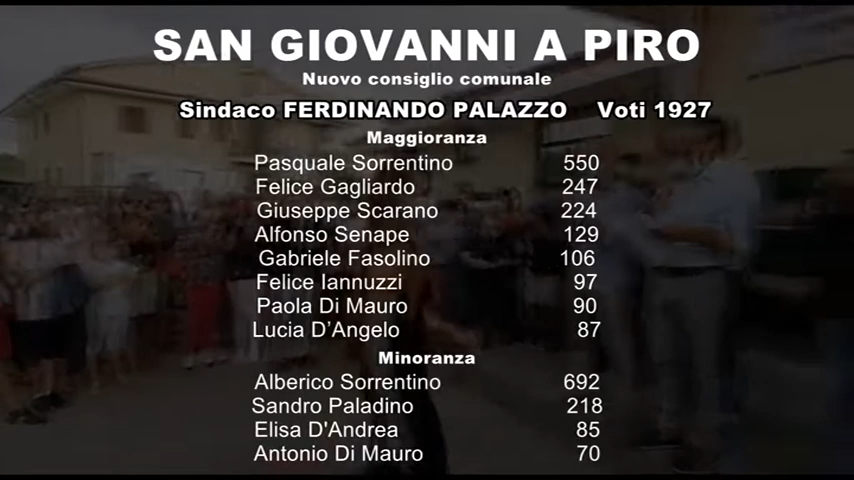 SAN GIOVANNI A PIRO
Nuovo consiglio comunale
Sindaco FERDINANDO PALAZZO Voti 1927
Maggioranza
Pasquale Sorrentino 550
Felice Gagliardo 247
Giuseppe Scarano 224
Alfonso Senape 129
Gabriele Fasolino 106
Felice Iannuzzi 97
Paola Di Mauro 90
Lucia D’Angelo 87
Minoranza
Alberico Sorrentino 692
Sandro Paladino 218
Elisa D'Andrea 85
Antonio Di Mauro 70